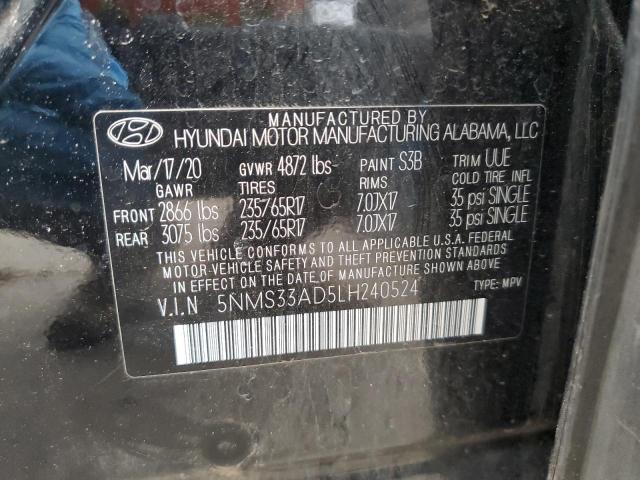 MANUFACTURED BY
HYUNDAI MOTOR MANUFACTURING ALABAMA, LLC
Mar/17/20 GVWR 4872 lbs PAINT S3B TRIM UUE
GAWR TIRES RIMS COLD TIRE INFL
FRONT 2866 lbs 235/65R17 7.0JX17 35 psi SINGLE
REAR 3075 lbs 235/65R17 7.0JX17 35 psi SINGLE
THIS VEHICLE CONFORMS TO ALL APPLICABLE U.S.A. FEDERAL
MOTOR-VEHICLE SAFETY AND THEFT PREVENTION STANDARDS
IN EFFECT ON THE DATE OF MANUFACTURE SHOWN ABOVE.
V.I.N 5NMS33AD5LH240524 TYPE: MPV